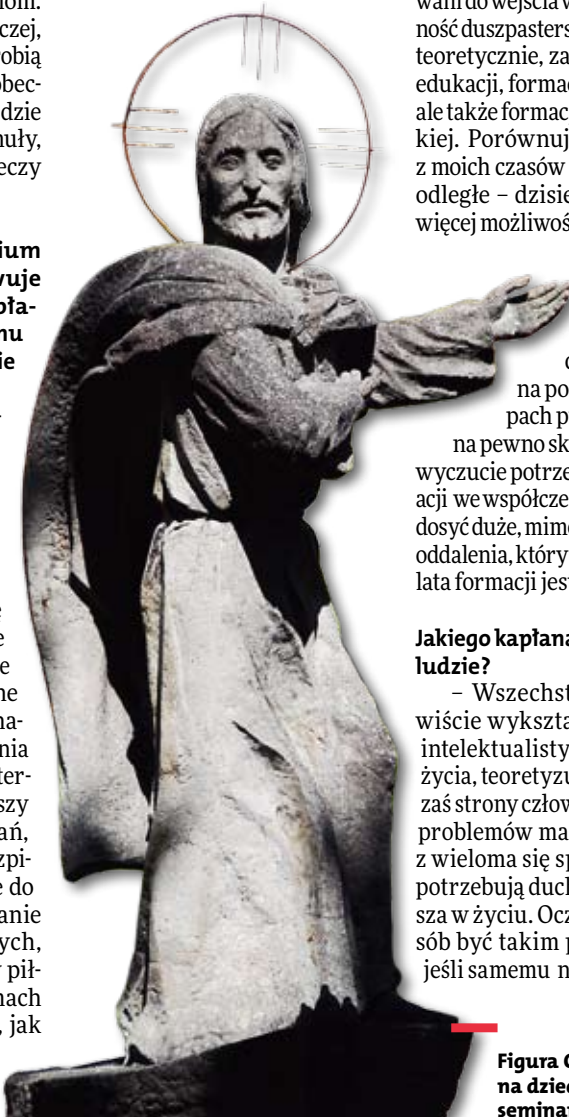 czej,
obią
obec-
dzie
nuły,
eczy
ium
wuje
pła-
nu
ie
ę
e
e
ne
na-
nia
ter-
szy
ań,
zpi-
e do
anie
ych,
y pił-
nach
, jak
wani do wejścia w
ność duszpasters
teoretycznie, za
edukacji, formac
ale także formac
kiej. Porównuj
z moich czasów
odległe – dzisie
więcej możliwoś
na po
pach p
na pewno sk
wyczucie potrze
acji we współcze
dosyć duże, mimo
oddalenia, który
lata formacji jes
Jakiego kapłana
ludzie?
– Wszechst
wiście wykszta
intelektualisty
życia, teoretyzu
zaś strony człow
problemów ma
z wieloma się sp
potrzebują duch
sza w życiu. Ocz
sób być takim p
jeśli samemu n
Figura C
na dzied
seminar